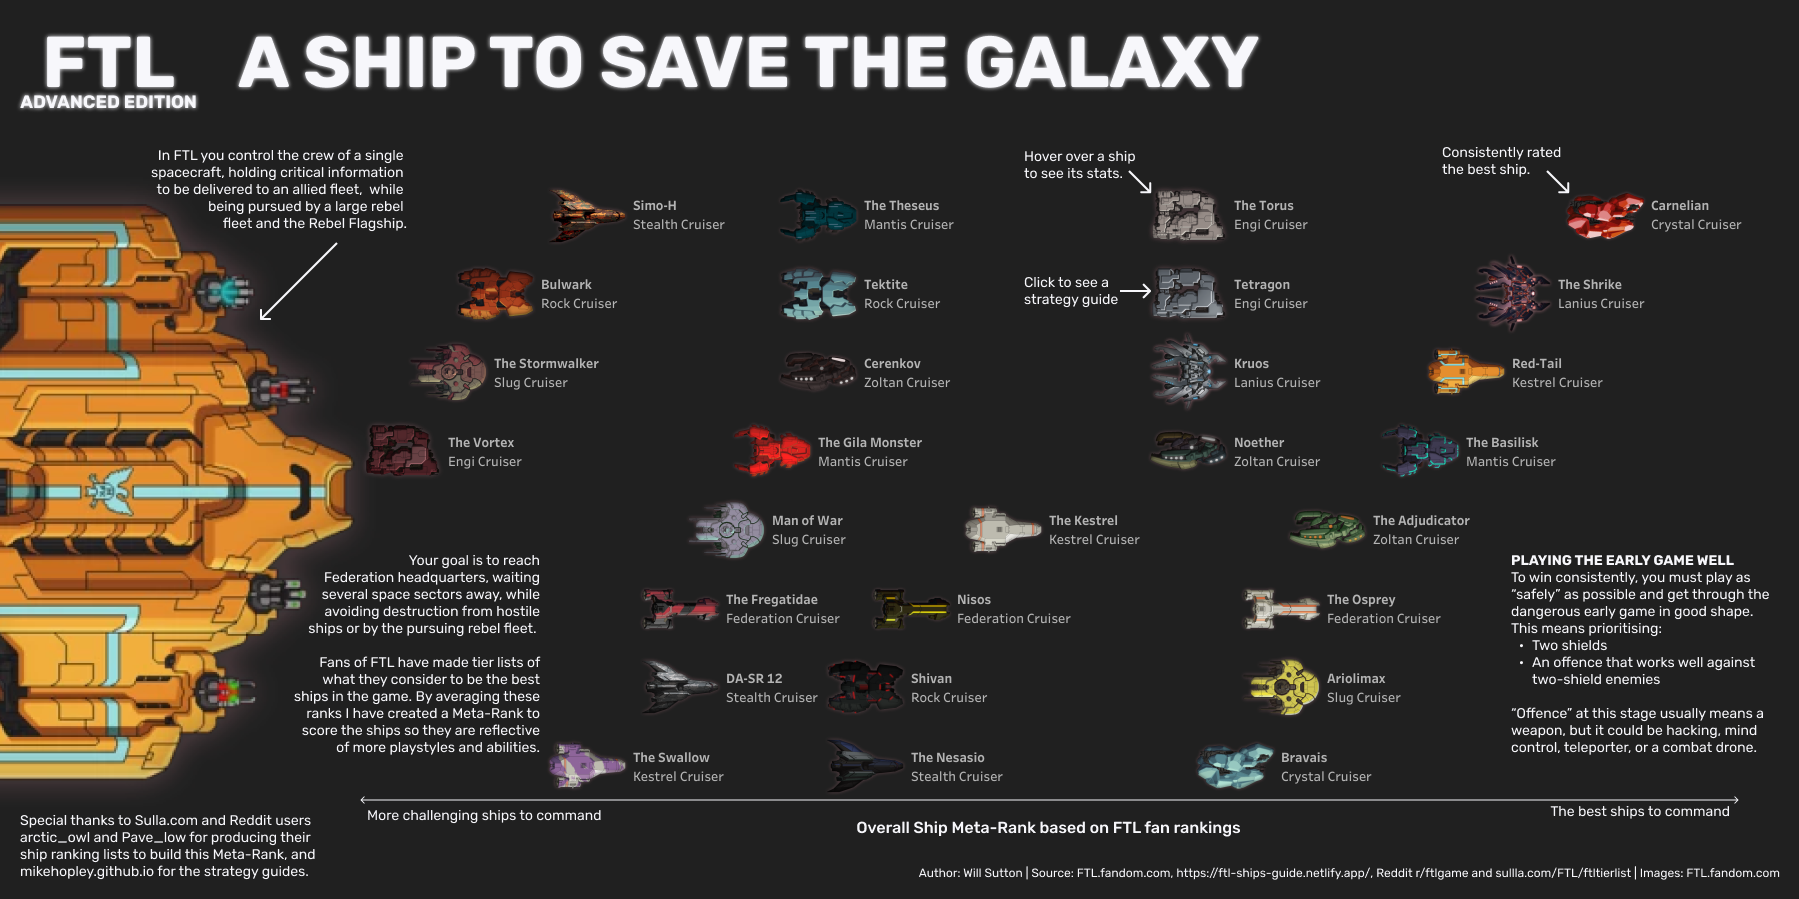 FTL
ADVANCED EDITION
A SHIP TO SAVE THE GALAXY
In FTL you control the crew of a single
spacecraft, holding critical information
to be delivered to an allied fleet, while
being pursued by a large rebel
fleet and the Rebel Flagship.
Hover over a ship
to see its stats.
Consistently rated
the best ship.
Simo-H
Stealth Cruiser
The Theseus
Mantis Cruiser
The Torus
Engi Cruiser
Carnelian
Crystal Cruiser
Bulwark
Rock Cruiser
Tektite
Rock Cruiser
Click to see a
strategy guide
Tetragon
Engi Cruiser
The Shrike
Lanius Cruiser
The Stormwalker
Slug Cruiser
Cerenkov
Zoltan Cruiser
Kruos
Lanius Cruiser
Red-Tail
Kestrel Cruiser
The Vortex
Engi Cruiser
The Gila Monster
Mantis Cruiser
Noether
Zoltan Cruiser
The Basilisk
Mantis Cruiser
Man of War
Slug Cruiser
The Kestrel
Kestrel Cruiser
The Adjudicator
Zoltan Cruiser
Your goal is to reach
Federation headquarters, waiting
several space sectors away, while
avoiding destruction from hostile
ships or by the pursuing rebel fleet.
Fans of FTL have made tier lists of
what they consider to be the best
ships in the game. By averaging these
ranks I have created a Meta-Rank to
score the ships so they are reflective
of more playstyles and abilities.
The Fregatidae
Federation Cruiser
Nisos
Federation Cruiser
The Osprey
Federation Cruiser
DA-SR 12
Stealth Cruiser
Shivan
Rock Cruiser
Ariolimax
Slug Cruiser
The Swallow
Kestrel Cruiser
The Nesasio
Stealth Cruiser
Bravais
Crystal Cruiser
PLAYING THE EARLY GAME WELL
To win consistently, you must play as
“safely” as possible and get through the
dangerous early game in good shape.
This means prioritising:
• Two shields
• An offence that works well against
two-shield enemies
“Offence” at this stage usually means a
weapon, but it could be hacking, mind
control, teleporter, or a combat drone.
More challenging ships to command
The best ships to command
Overall Ship Meta-Rank based on FTL fan rankings
Special thanks to Sulla.com and Reddit users
arctic_owl and Pave_low for producing their
ship ranking lists to build this Meta-Rank, and
mikehopley.github.io for the strategy guides.
Author: Will Sutton | Source: FTL.fandom.com, https://ftl-ships-guide.netlify.app/, Reddit r/ftlgame and sullla.com/FTL/ftltierlist | Images: FTL.fandom.com